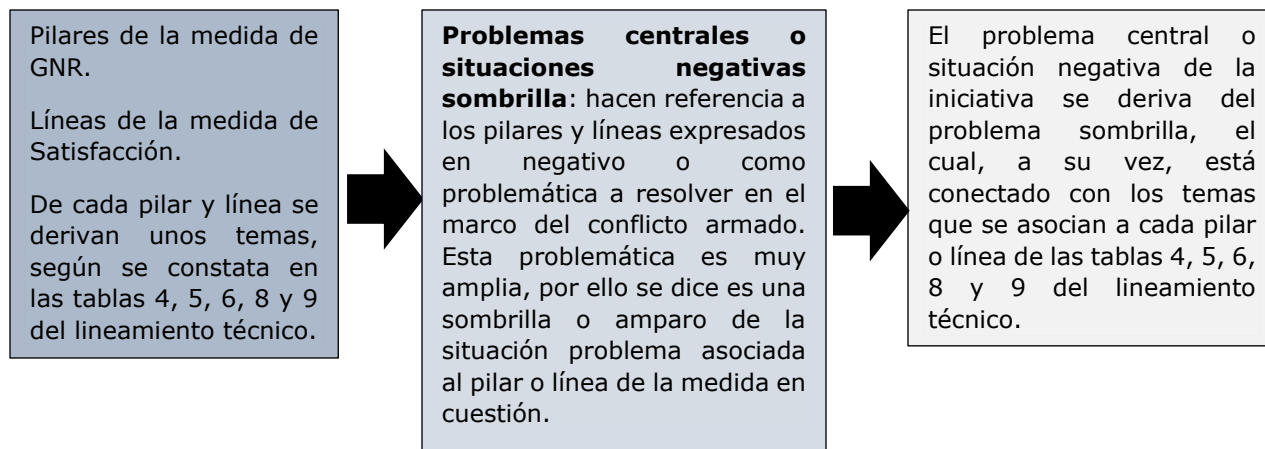 Pilares de la medida de
GNR.
Líneas de la medida de
Satisfacción.
De cada pilar y línea se
derivan unos temas,
según se constata en
las tablas 4, 5, 6, 8 y 9
del lineamiento técnico.
Problemas centrales o
situaciones negativas
sombrilla: hacen referencia a
los pilares y líneas expresados
en negativo o como
problemática a resolver en el
marco del conflicto armado.
Esta problemática es muy
amplia, por ello se dice es una
sombrilla o amparo de la
situación problema asociada
al pilar o línea de la medida en
cuestión.
El problema central o
situación negativa de la
iniciativa se deriva del
problema sombrilla, el
cual, a su vez, está
conectado con los temas
que se asocian a cada pilar
o línea de las tablas 4, 5, 6,
8 y 9 del lineamiento
técnico.